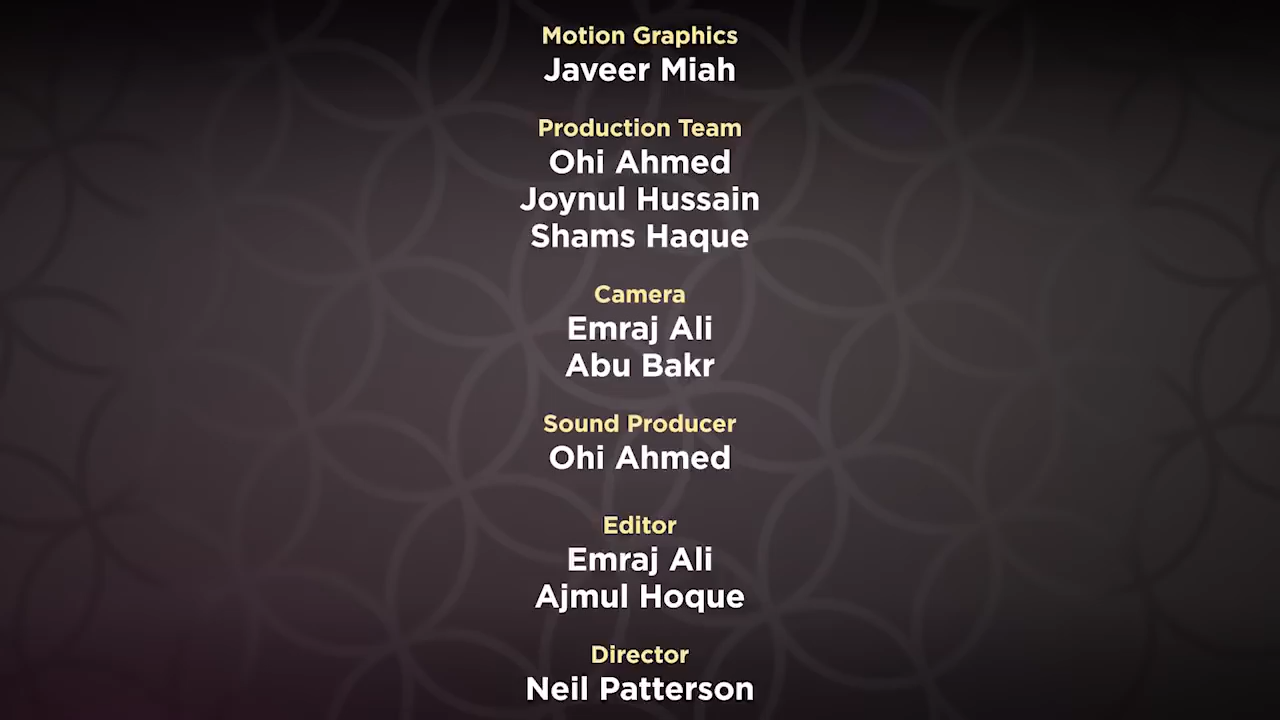 Motion Graphics
Javeer Miah
Production Team
Ohi Ahmed
Joynul Hussain
Shams Haque
Camera
Emraj Ali
Abu Bakr
Sound Producer
Ohi Ahmed
Editor
Emraj Ali
Ajmul Hoque
Director
Neil Patterson